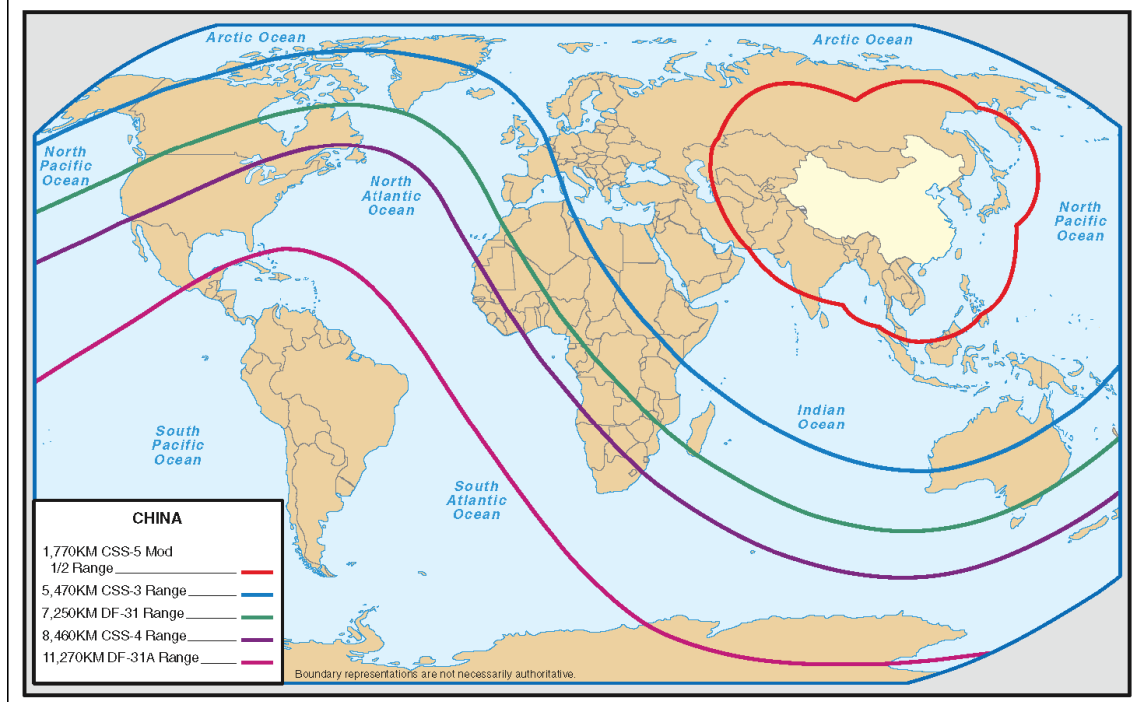 Arctic Ocean
Arctic Ocean
North
Pacific
Ocean
North
Atlantic
Ocean
North
Pacific
Ocean
Indian
Ocean
South
Pacific
Ocean
South
Atlantic
Ocean
CHINA
1,770KM CSS-5 Mod
1/2 Range
5,470KM CSS-3 Range
7,250KM DF-31 Range
8,460KM CSS-4 Range
11,270KM DF-31A Range
Boundary representations are not necessarily authoritative.